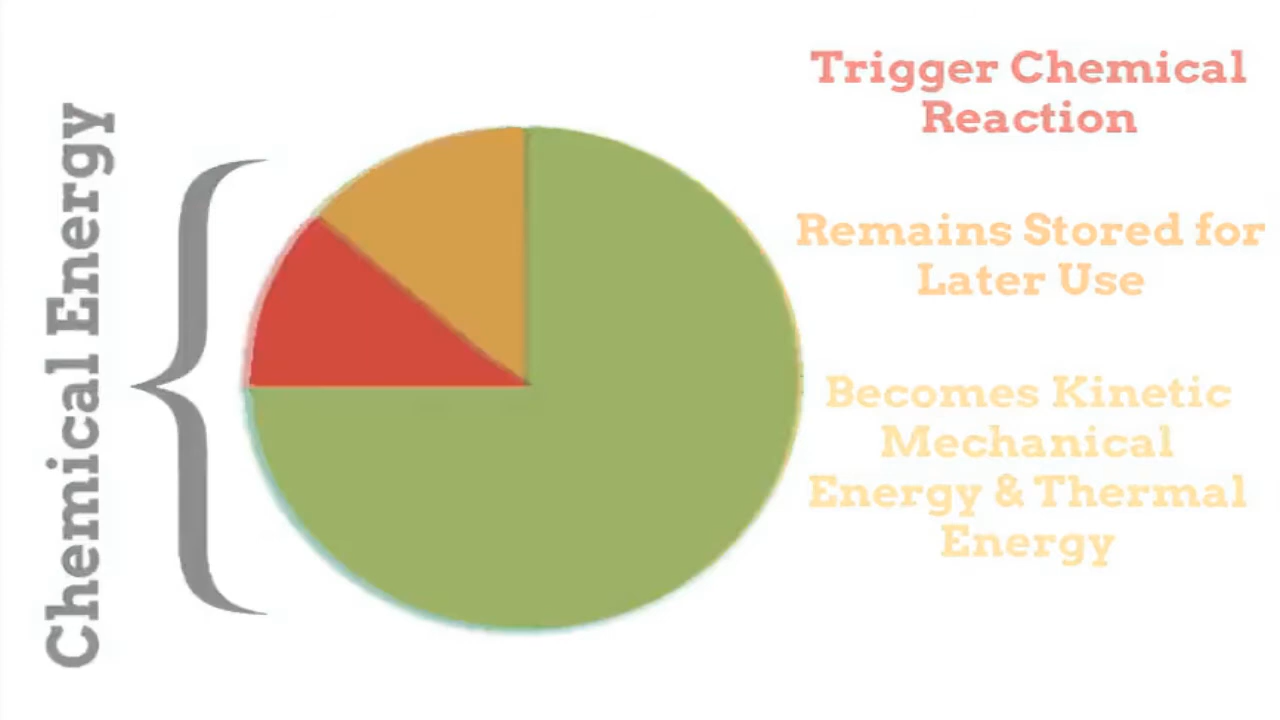 Chemical Energy
Trigger Chemical
Reaction
Remains Stored for
Later Use
Becomes Kinetic
Mechanical
Energy & Thermal
Energy